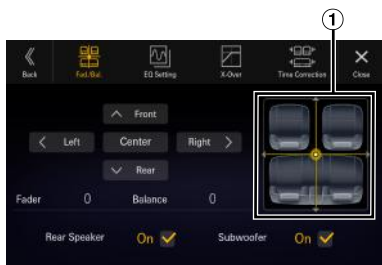 1
Back Fad./Bal. EQ Setting X-Over Time Correction Close
Front
Left Center Right
Rear
Fader 0 Balance 0
Rear Speaker On Subwoofer On